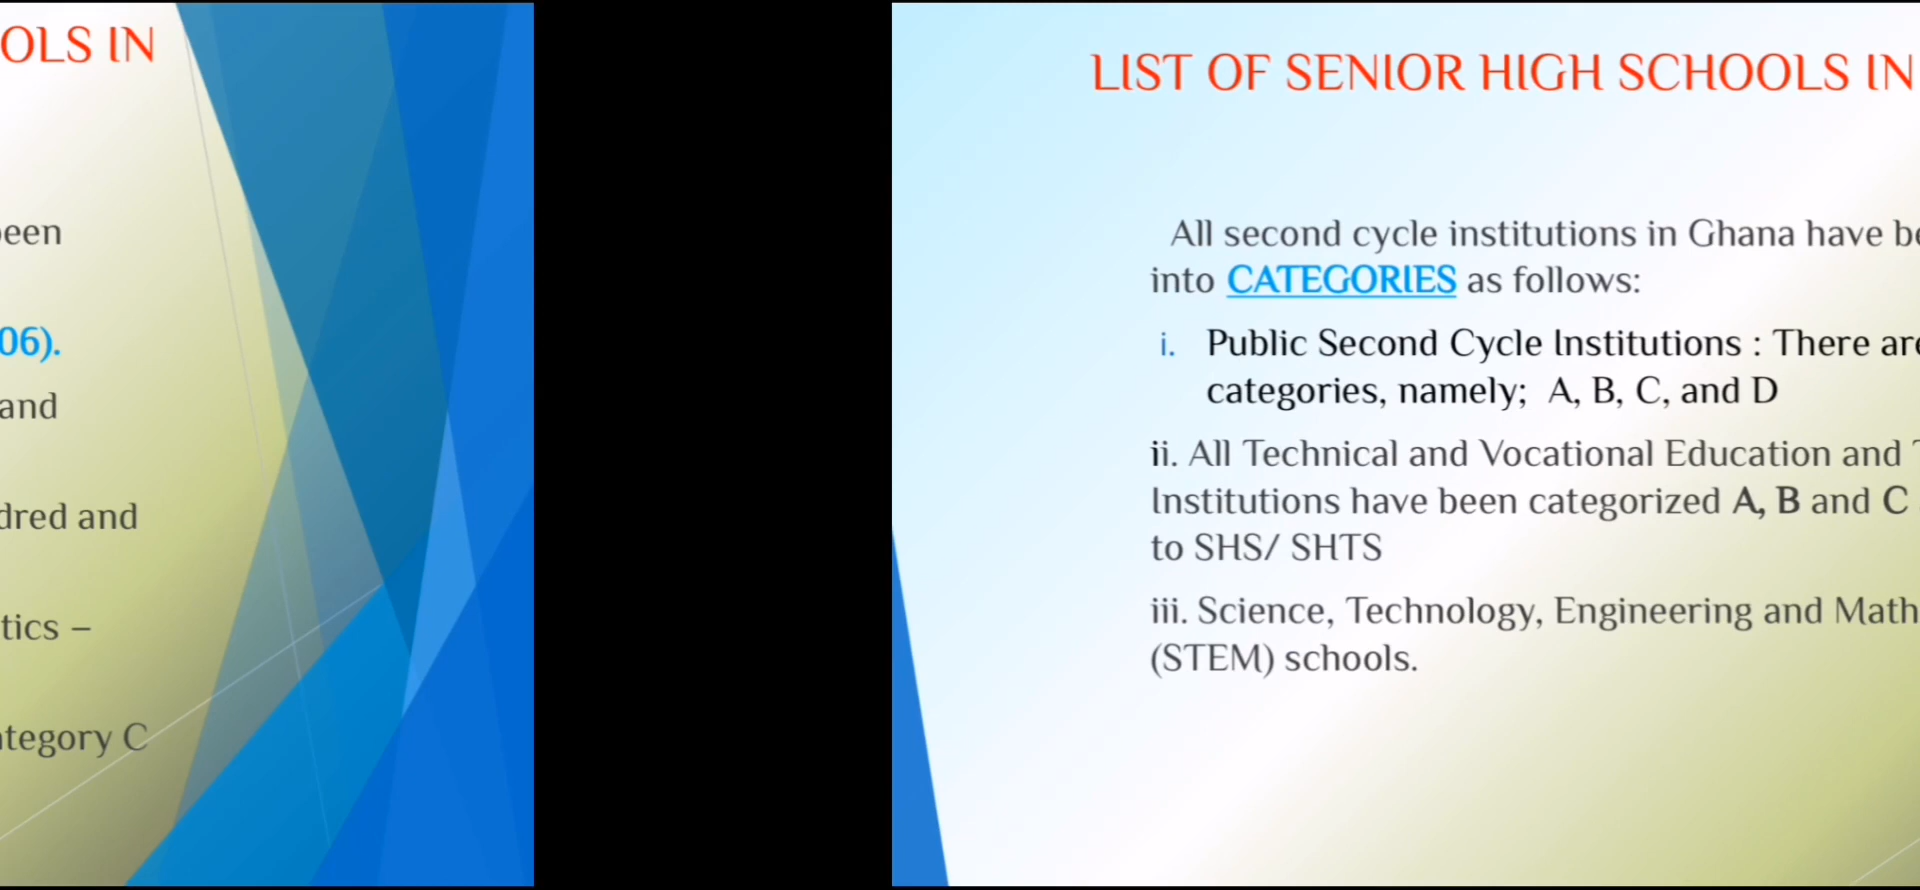 OLS IN
een
06).
and
dred and
tics –
tegory C
LIST OF SENIOR HIGH SCHOOLS IN
All second cycle institutions in Ghana have be
into CATEGORIES as follows:
i. Public Second Cycle Institutions : There are
categories, namely; A, B, C, and D
ii. All Technical and Vocational Education and
Institutions have been categorized A, B and C
to SHS/ SHTS
iii. Science, Technology, Engineering and Math
(STEM) schools.